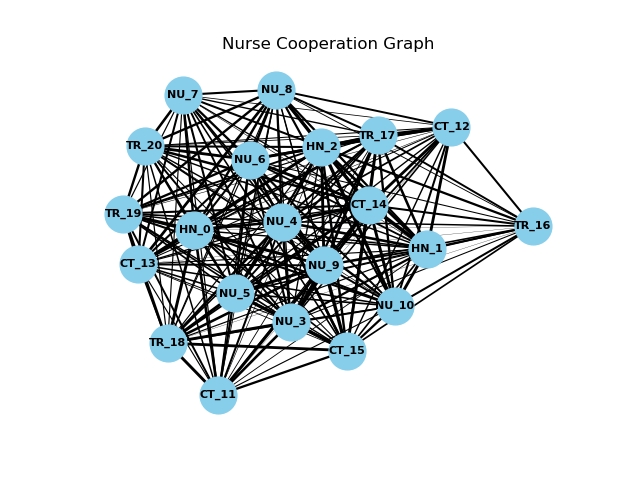 Nurse Cooperation Graph
NU_8
NU_7
CT_12
TR_17
TR_20
HN_2
NU_6
CT_14
TR_19
NU_4
TR_16
HN_0
HN_1
CT_13
NU_9
NU_5
NU_10
NU_3
TR_18
CT_15
CT_11